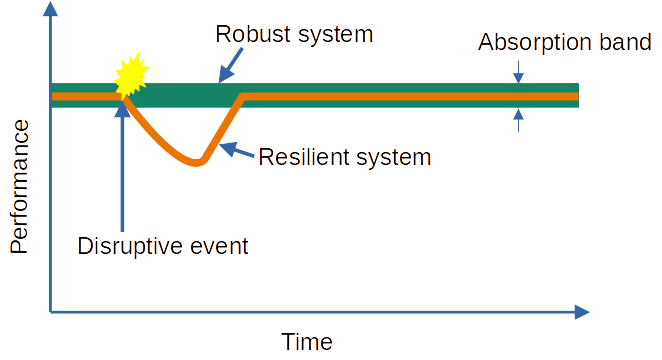 Robust system
Absorption band
Resilient system
Performance
Disruptive event
Time